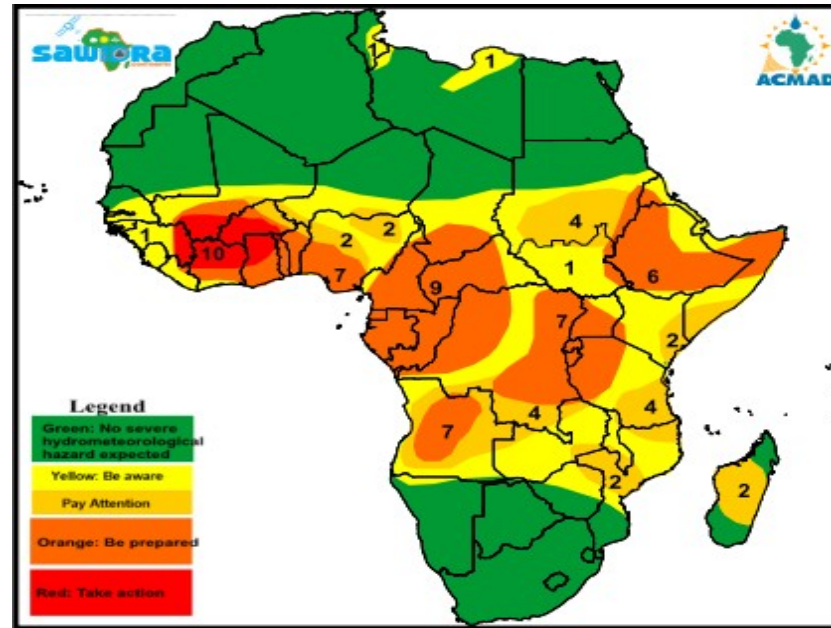 sawidra
ACMAD
1
1
1
10
2
2
7
9
4
1
6
7
2
4
7
4
2
2
Legend
Green: No severe
hydrometeorological
hazard expected
Yellow: Be aware
Pay Attention
Orange: Be prepared
Red: Take action